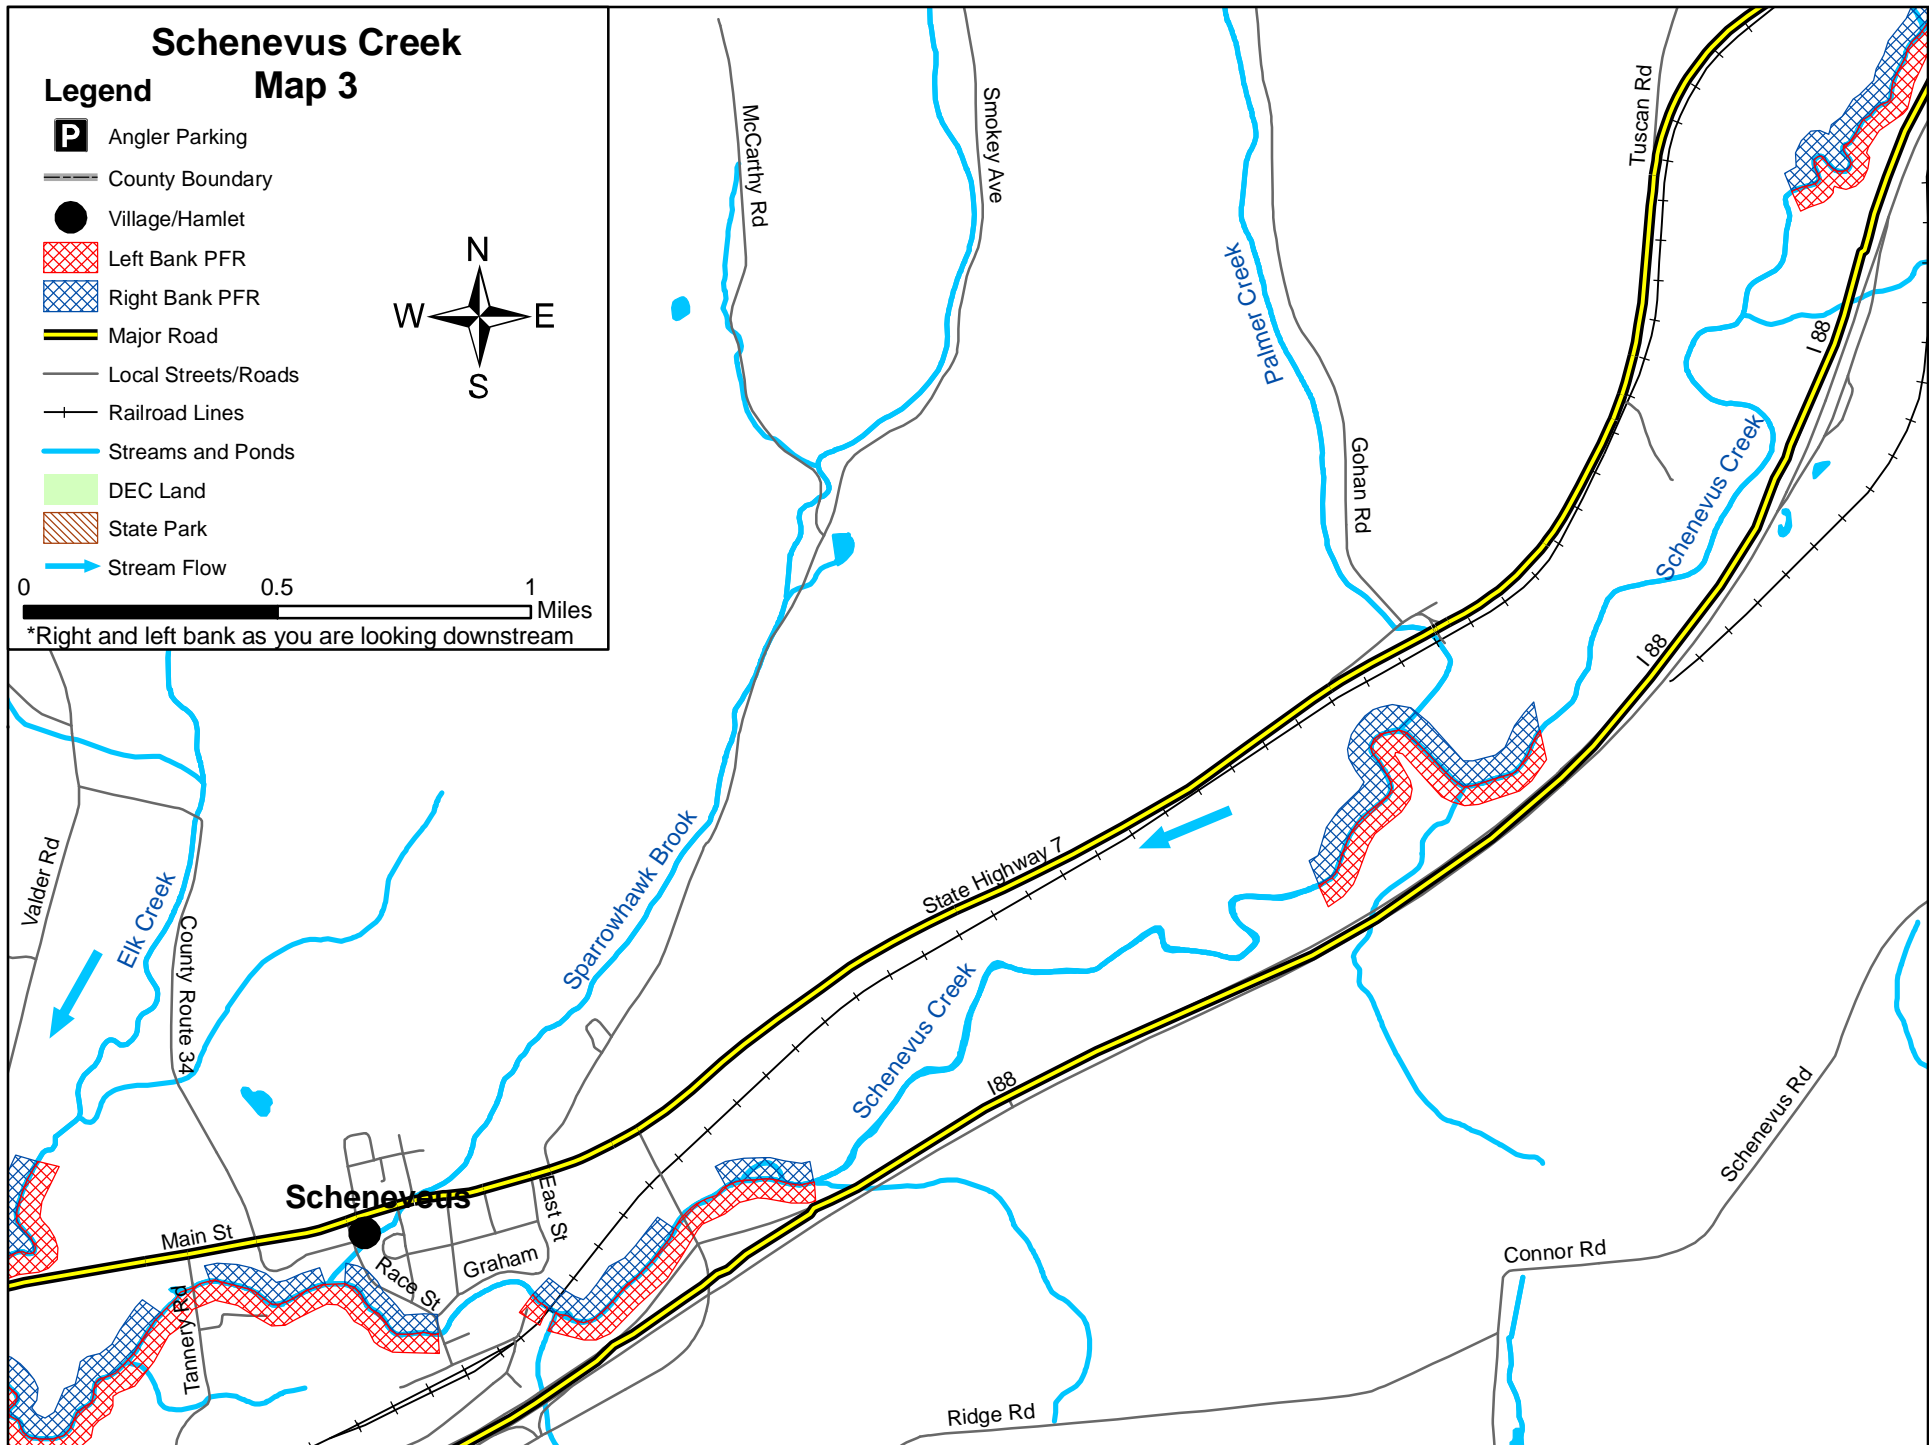 Schenevus Creek
Map 3
Legend
P Angler Parking
County Boundary
Village/Hamlet
Left Bank PFR
Right Bank PFR
Major Road
Local Streets/Roads
Railroad Lines
Streams and Ponds
DEC Land
State Park
Stream Flow
N
W E
S
0 0.5 1
Miles
*Right and left bank as you are looking downstream
McCarthy Rd
Smokey Ave
Palmer Creek
Gohan Rd
Tuscan Rd
I 88
Schenevus Creek
I 88
State Highway 7
Sparrowhawk Brook
Valder Rd
Elk Creek
County Route 34
Schenevus Creek
I88
Schenevus Rd
Connor Rd
Ridge Rd
Scheneveus
Main St
East St
Graham
Race St
Tannery Rd